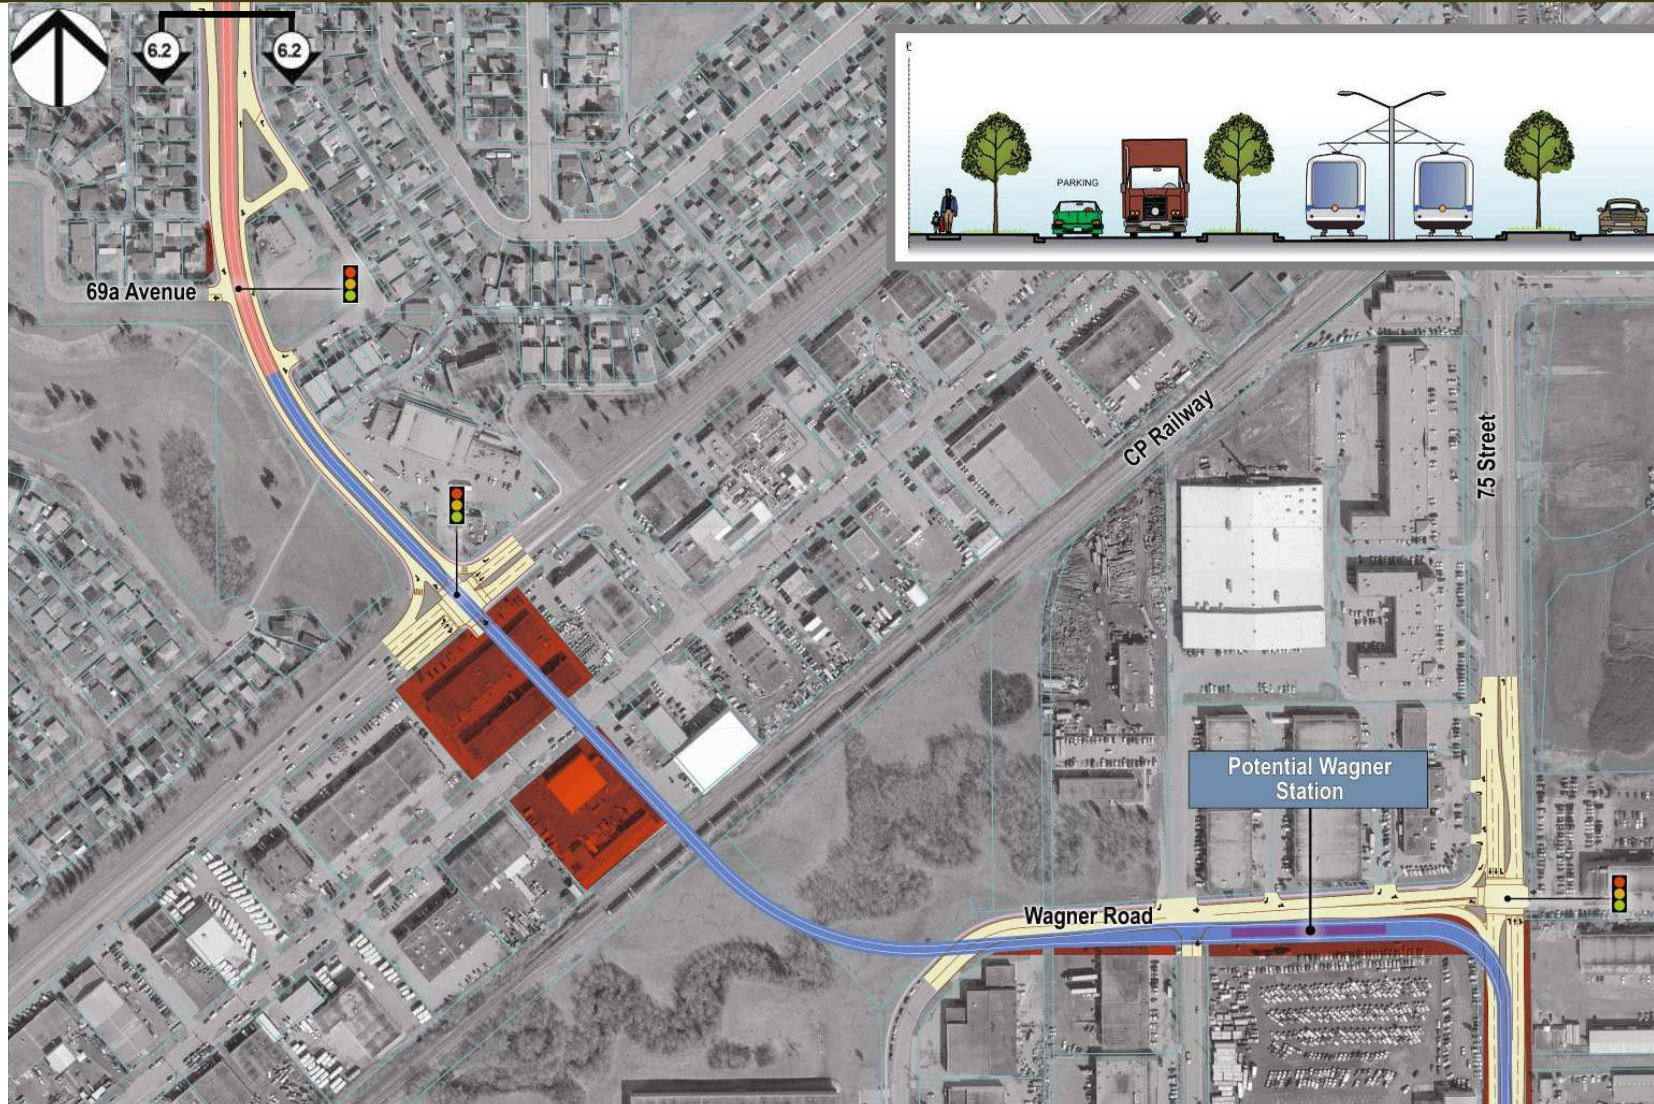 6.2
6.2
PARKING
69a Avenue
CP Railway
75 Street
Potential Wagner
Station
Wagner Road